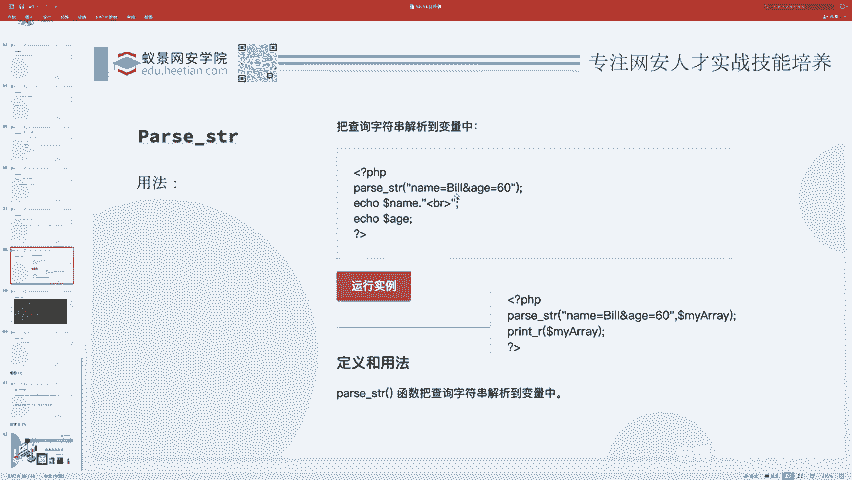 蚁景网安学院
edu.heetian.com
专注网安人才实战技能培养
Parse_str
用法：
把查询字符串解析到变量中:
<?php
parse_str("name=Bill&age=60");
echo $name."<br>";
echo $age;
?>
运行实例
<?php
parse_str("name=Bill&age=60",$myArray);
print_r($myArray);
?>
定义和用法
parse_str() 函数把查询字符串解析到变量中。